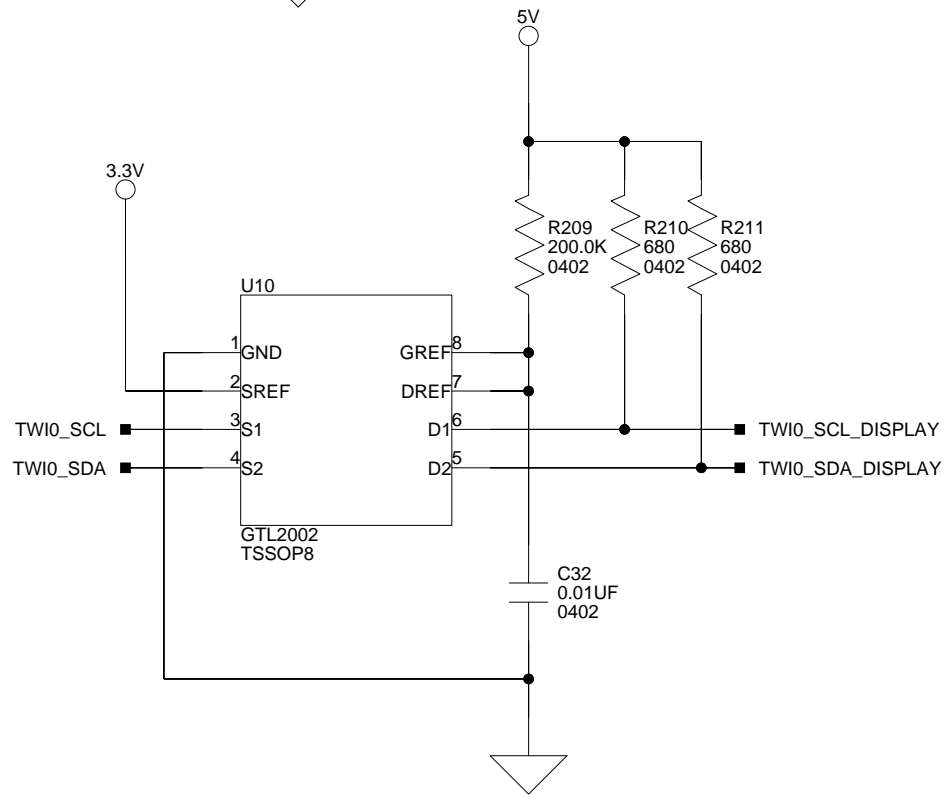 5V
3.3V
R209
200.0K
0402
R210
680
0402
R211
680
0402
U10
1
GND
GREF
8
2
SREF
DREF
7
TWI0_SCL
3
S1
D1
6
TWI0_SCL_DISPLAY
TWI0_SDA
4
S2
D2
5
TWI0_SDA_DISPLAY
GTL2002
TSSOP8
C32
0.01UF
0402